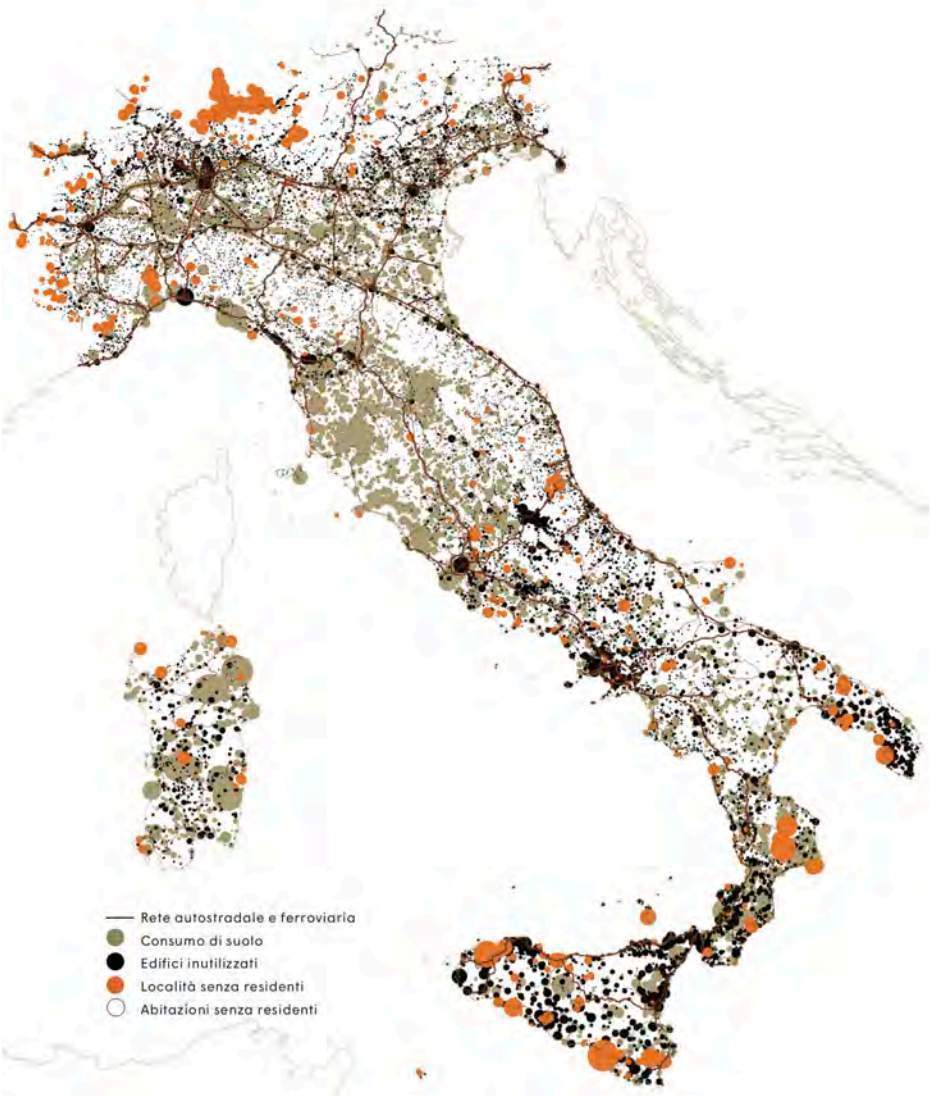 Rete autostradale e ferroviaria
Consumo di suolo
Edifici inutilizzati
Località senza residenti
Abitazioni senza residenti